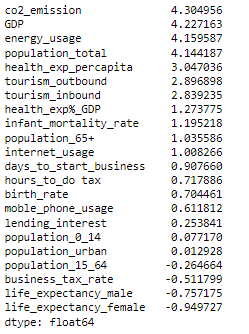 co2_emission 4.304956
GDP 4.227163
energy_usage 4.159587
population_total 4.144187
health_exp_percapita 3.047036
tourism_outbound 2.896898
tourism_inbound 2.839235
health_exp%_GDP 1.273775
infant_mortality_rate 1.195218
population_65+ 1.035586
internet_usage 1.008266
days_to_start_business 0.907660
hours_to_do tax 0.717886
birth_rate 0.704461
moble_phone_usage 0.611812
lending_interest 0.253841
population_0_14 0.077170
population_urban 0.012928
population_15_64 -0.264664
business_tax_rate -0.511799
life_expectancy_male -0.757175
life_expectancy_female -0.949727
dtype: float64